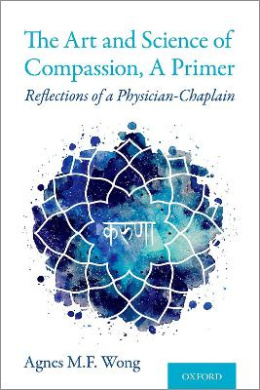 The Art and Science of
Compassion, A Primer
Reflections of a Physician-Chaplain
करुणा
Agnes M.F. Wong
OXFORD